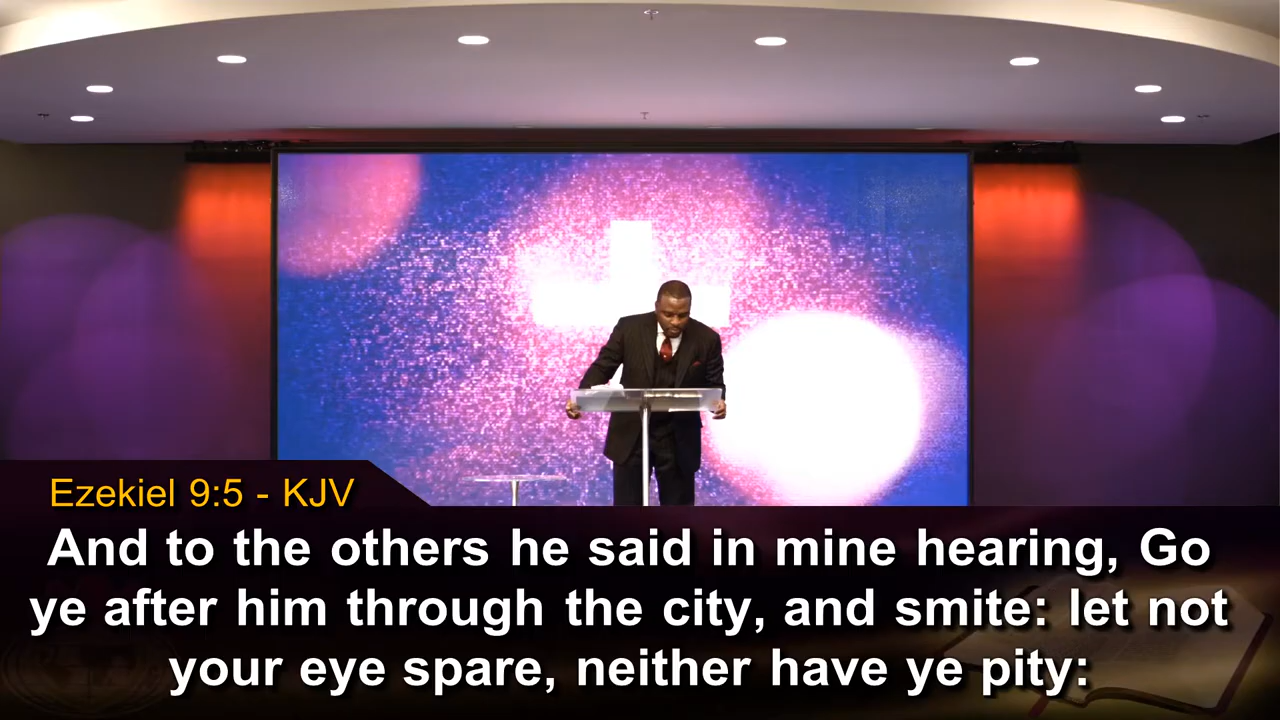 Ezekiel 9:5 - KJV
And to the others he said in mine hearing, Go
ye after him through the city, and smite: let not
your eye spare, neither have ye pity: